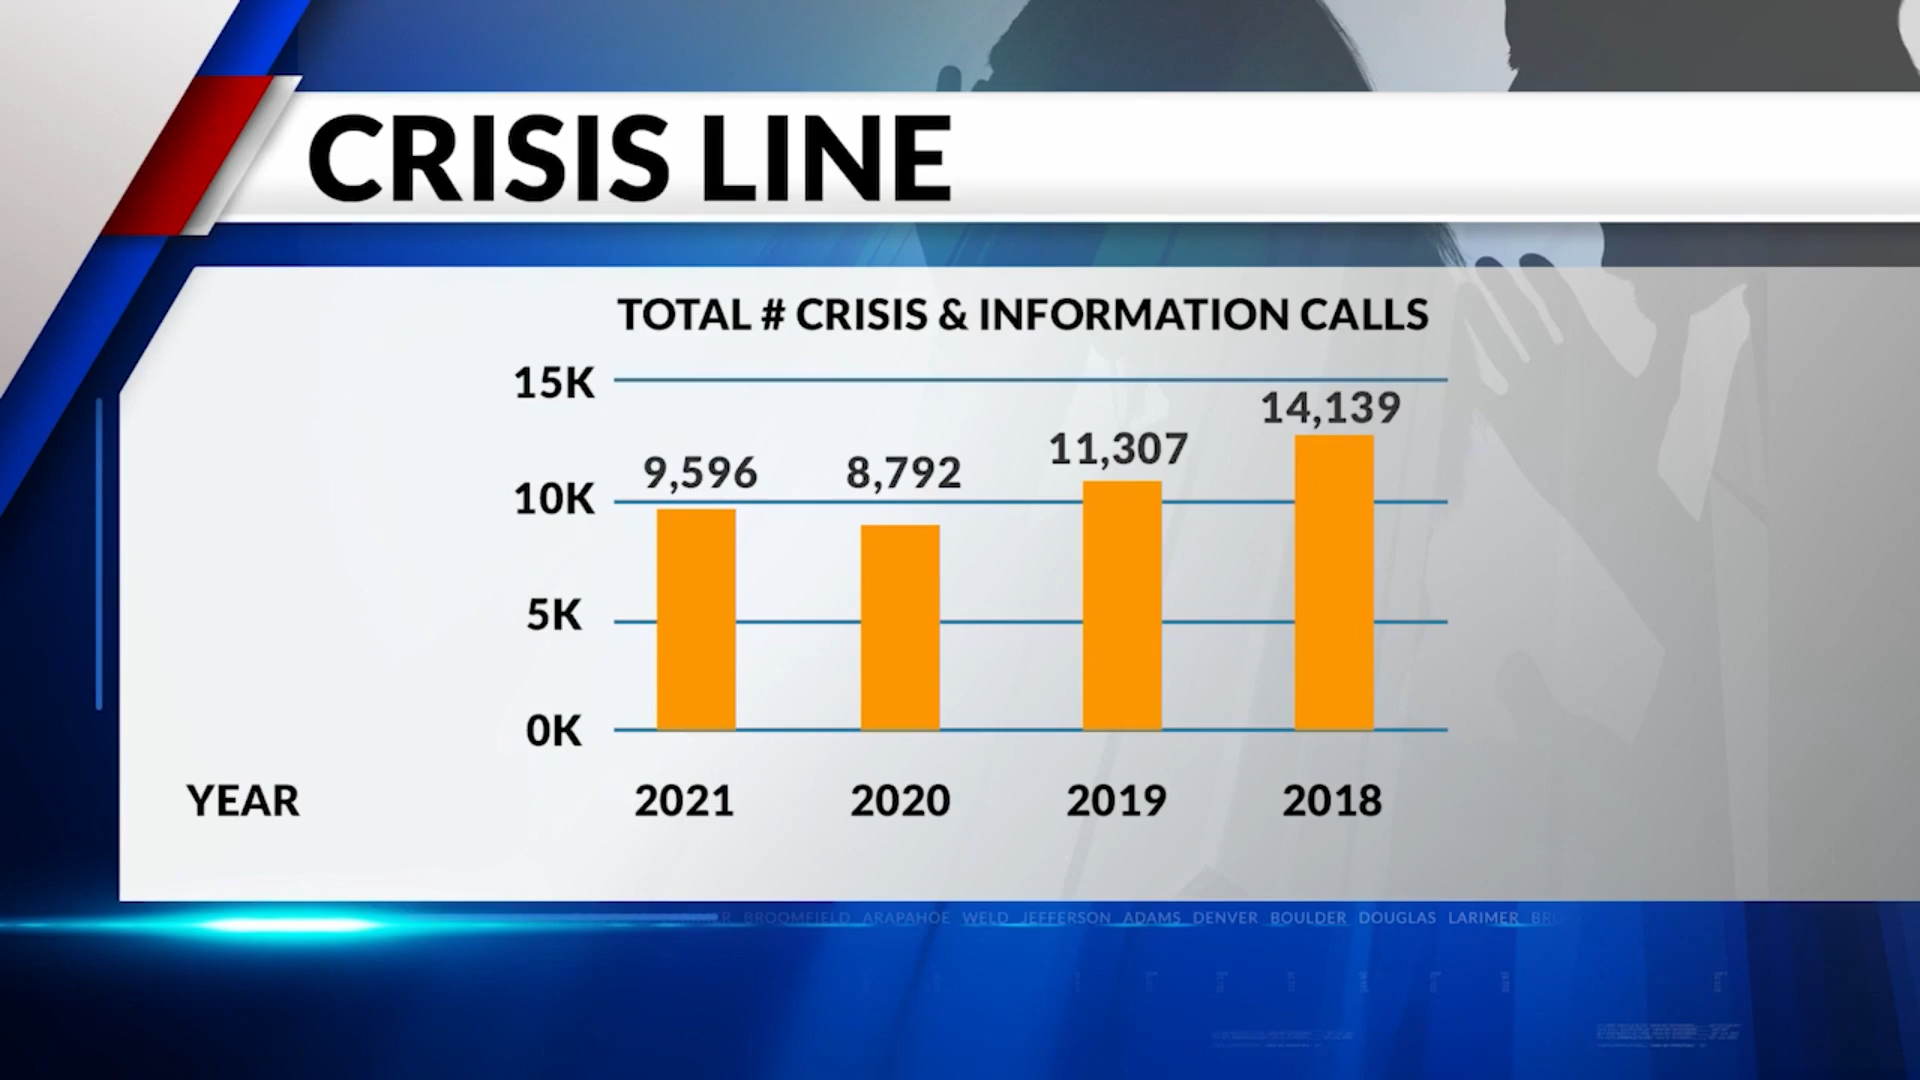 CRISIS LINE
TOTAL # CRISIS & INFORMATION CALLS
15K
14,139
11,307
9,596
8,792
10K
5K
0K
YEAR 2021 2020 2019 2018
BROOMFIELD ARAPAHOE WELD JEFFERSON ADAMS DENVER BOULDER DOUGLAS LARIMER